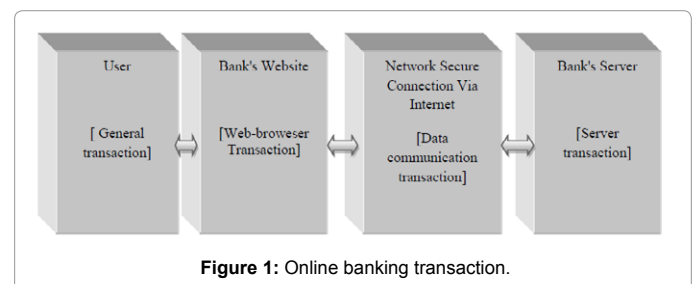 User
[ General
transaction]
Bank's Website
[Web-broweser
Transaction]
Network Secure
Connection Via
Internet
[Data
communication
transaction]
Bank's Server
[Server
transaction]
Figure 1: Online banking transaction.